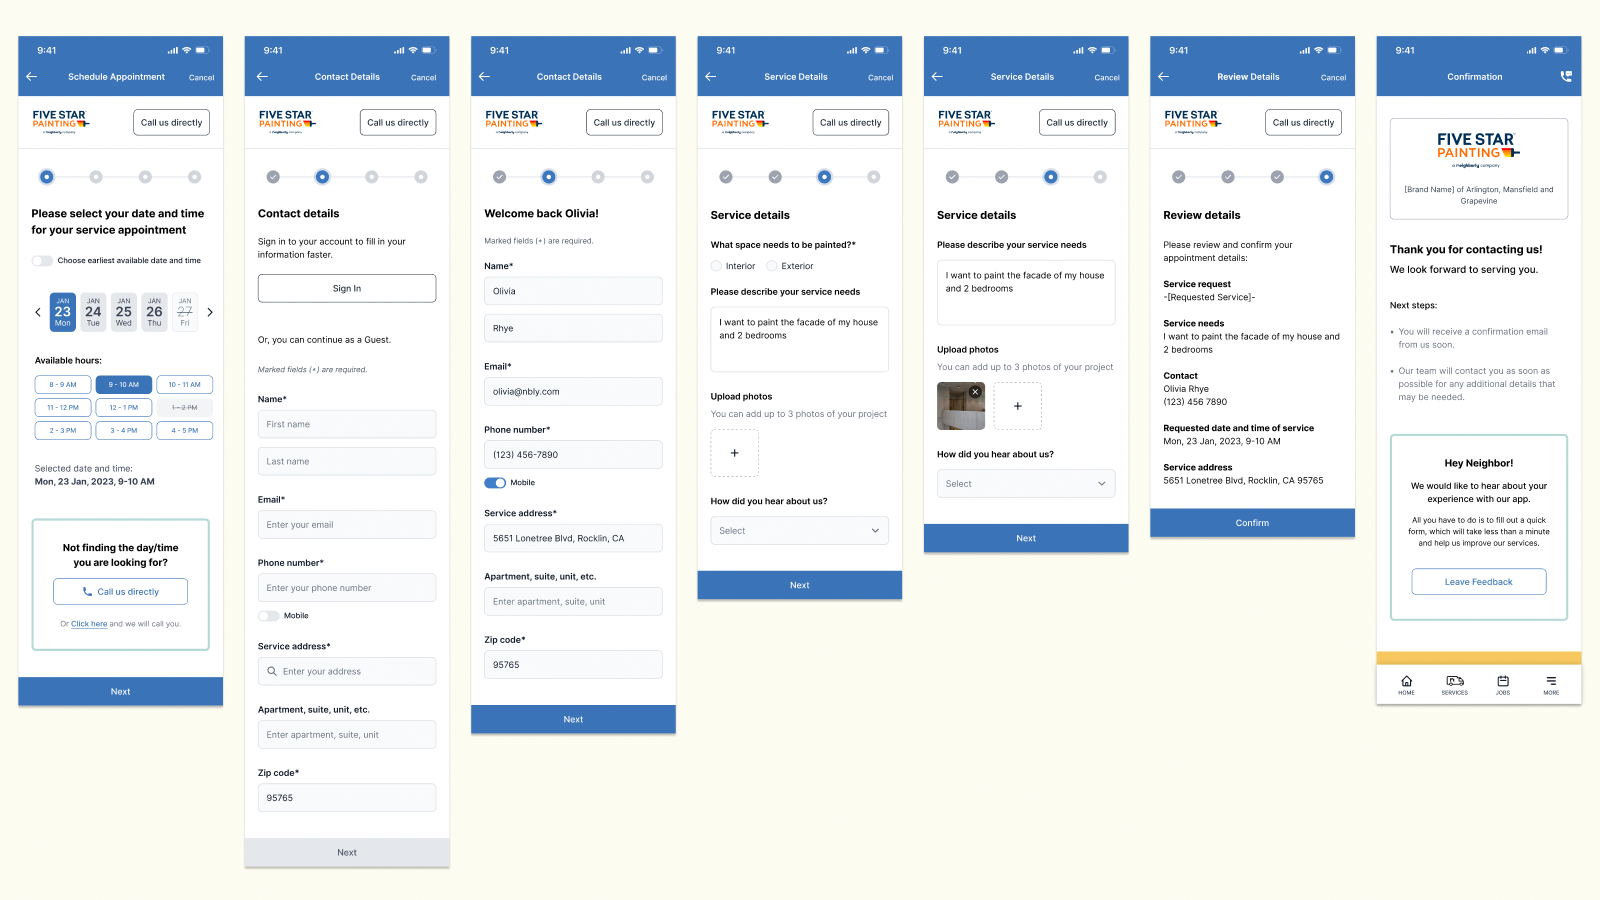 9:41
Schedule Appointment
Cancel
FIVE STAR
PAINTING
a neighborly company
Call us directly
Please select your date and time
for your service appointment
Choose earliest available date and time
JAN JAN JAN JAN JAN
23 24 25 26 27
Mon Tue Wed Thu Fri
Available hours:
8 - 9 AM 9 - 10 AM 10 - 11 AM
11 - 12 PM 12 - 1 PM 1 - 2 PM
2 - 3 PM 3 - 4 PM 4 - 5 PM
Selected date and time:
Mon, 23 Jan, 2023, 9-10 AM
Not finding the day/time
you are looking for?
Call us directly
Or Click here and we will call you.
Next
9:41
Contact Details
Cancel
FIVE STAR
PAINTING
a neighborly company
Call us directly
Contact details
Sign in to your account to fill in your
information faster.
Sign In
Or, you can continue as a Guest.
Marked fields (*) are required.
Name*
First name
Last name
Email*
Enter your email
Phone number*
Enter your phone number
Mobile
Service address*
Enter your address
Apartment, suite, unit, etc.
Enter apartment, suite, unit
Zip code*
95765
Next
9:41
Contact Details
Cancel
FIVE STAR
PAINTING
a neighborly company
Call us directly
Welcome back Olivia!
Marked fields (*) are required.
Name*
Olivia
Rhye
Email*
olivia@nbly.com
Phone number*
(123) 456-7890
Mobile
Service address*
5651 Lonetree Blvd, Rocklin, CA
Apartment, suite, unit, etc.
Enter apartment, suite, unit
Zip code*
95765
Next
9:41
Service Details
Cancel
FIVE STAR
PAINTING
a neighborly company
Call us directly
Service details
What space needs to be painted?*
Interior Exterior
Please describe your service needs
I want to paint the facade of my house
and 2 bedrooms
Upload photos
You can add up to 3 photos of your project
+
How did you hear about us?
Select
Next
9:41
Service Details
Cancel
FIVE STAR
PAINTING
a neighborly company
Call us directly
Service details
Please describe your service needs
I want to paint the facade of my house
and 2 bedrooms
Upload photos
You can add up to 3 photos of your project
+
How did you hear about us?
Select
Next
9:41
Review Details
Cancel
FIVE STAR
PAINTING
a neighborly company
Call us directly
Review details
Please review and confirm your
appointment details:
Service request
-[Requested Service]-
Service needs
I want to paint the facade of my house and
2 bedrooms
Contact
Olivia Rhye
(123) 456 7890
Requested date and time of service
Mon, 23 Jan, 2023, 9-10 AM
Service address
5651 Lonetree Blvd, Rocklin, CA 95765
Confirm
9:41
Confirmation
FIVE STAR
PAINTING
a neighborly company
[Brand Name] of Arlington, Mansfield and
Grapevine
Thank you for contacting us!
We look forward to serving you.
Next steps:
• You will receive a confirmation email
from us soon.
• Our team will contact you as soon as
possible for any additional details that
may be needed.
Hey Neighbor!
We would like to hear about your
experience with our app.
All you have to do is to fill out a quick
form, which will take less than a minute
and help us improve our services.
Leave Feedback
HOME SERVICES JOBS MORE